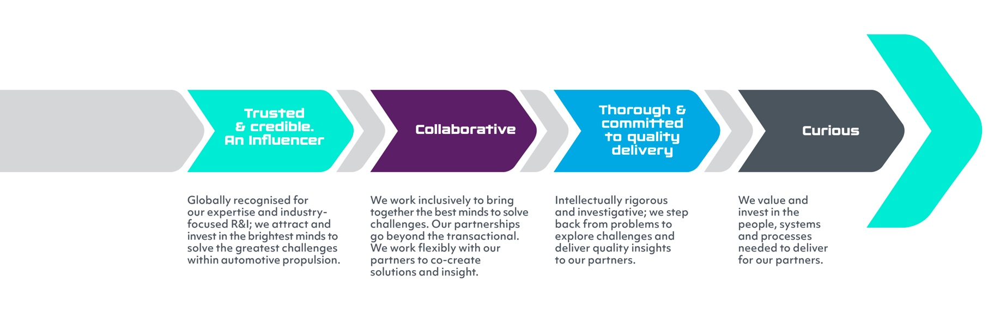 Trusted
& credible.
An Influencer
Globally recognised for
our expertise and industry-
focused R&I; we attract and
invest in the brightest minds to
solve the greatest challenges
within automotive propulsion.
Collaborative
We work inclusively to bring
together the best minds to solve
challenges. Our partnerships
go beyond the transactional.
We work flexibly with our
partners to co-create
solutions and insight.
Thorough &
committed
to quality
delivery
Intellectually rigorous
and investigative; we step
back from problems to
explore challenges and
deliver quality insights
to our partners.
Curious
We value and
invest in the
people, systems
and processes
needed to deliver
for our partners.